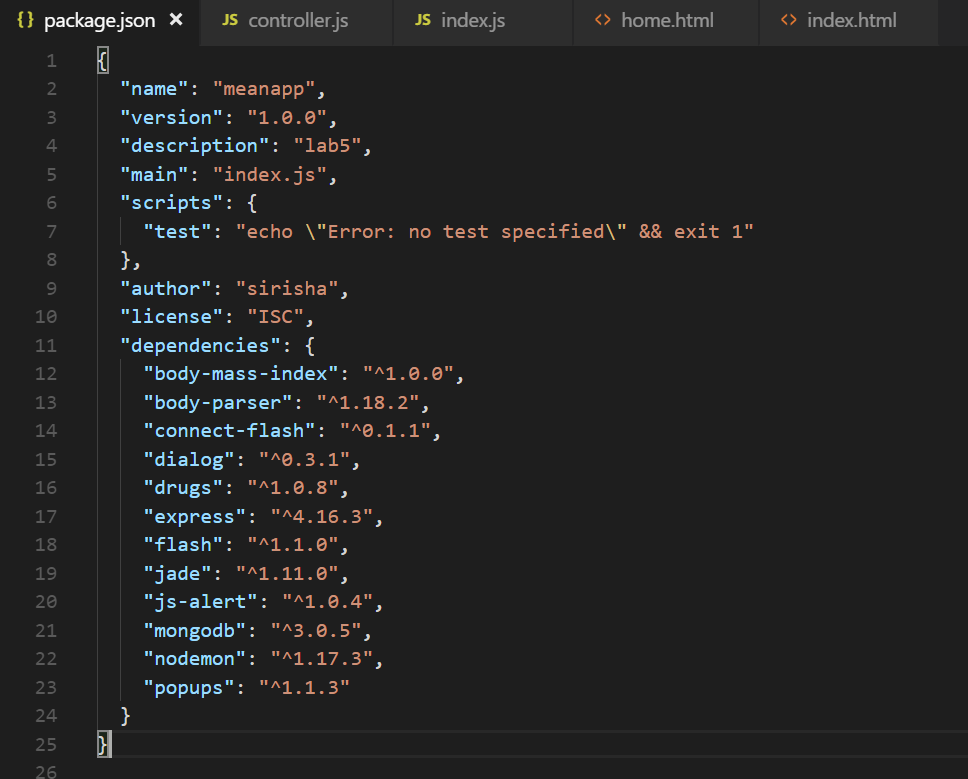 {} package.json × JS controller.js JS index.js <> home.html <> index.html
1 {
2 "name": "meanapp",
3 "version": "1.0.0",
4 "description": "lab5",
5 "main": "index.js",
6 "scripts": {
7 "test": "echo \"Error: no test specified\" && exit 1"
8 },
9 "author": "sirisha",
10 "license": "ISC",
11 "dependencies": {
12 "body-mass-index": "^1.0.0",
13 "body-parser": "^1.18.2",
14 "connect-flash": "^0.1.1",
15 "dialog": "^0.3.1",
16 "drugs": "^1.0.8",
17 "express": "^4.16.3",
18 "flash": "^1.1.0",
19 "jade": "^1.11.0",
20 "js-alert": "^1.0.4",
21 "mongodb": "^3.0.5",
22 "nodemon": "^1.17.3",
23 "popups": "^1.1.3"
24 }
25 }
26